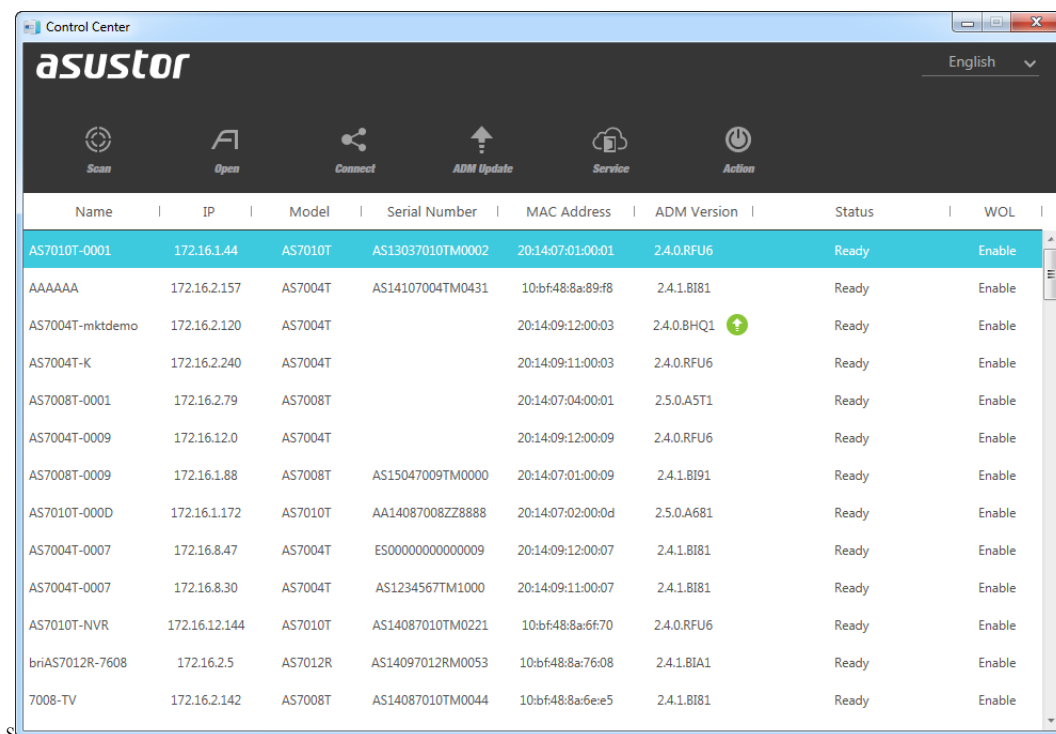 Control Center
asustor
English
Scan Open Connect ADM Update Service Action
Name IP Model Serial Number MAC Address ADM Version Status WOL
AS7010T-0001 172.16.1.44 AS7010T AS13037010TM0002 20:14:07:01:00:01 2.4.0.RFU6 Ready Enable
AAAAAA 172.16.2.157 AS7004T AS14107004TM0431 10:bf:48:8a:89:f8 2.4.1.BI81 Ready Enable
AS7004T-mktdemo 172.16.2.120 AS7004T 20:14:09:12:00:03 2.4.0.BHQ1 Ready Enable
AS7004T-K 172.16.2.240 AS7004T 20:14:09:11:00:03 2.4.0.RFU6 Ready Enable
AS7008T-0001 172.16.2.79 AS7008T 20:14:07:04:00:01 2.5.0.A5T1 Ready Enable
AS7004T-0009 172.16.12.0 AS7004T 20:14:09:12:00:09 2.4.0.RFU6 Ready Enable
AS7008T-0009 172.16.1.88 AS7008T AS15047009TM0000 20:14:07:01:00:09 2.4.1.BI91 Ready Enable
AS7010T-000D 172.16.1.172 AS7010T AA14087008ZZ8888 20:14:07:02:00:0d 2.5.0.A681 Ready Enable
AS7004T-0007 172.16.8.47 AS7004T ES00000000000009 20:14:09:12:00:07 2.4.1.BI81 Ready Enable
AS7004T-0007 172.16.8.30 AS7004T AS1234567TM1000 20:14:09:11:00:07 2.4.1.BI81 Ready Enable
AS7010T-NVR 172.16.12.144 AS7010T AS14087010TM0221 10:bf:48:8a:6f:70 2.4.0.RFU6 Ready Enable
briAS7012R-7608 172.16.2.5 AS7012R AS14097012RM0053 10:bf:48:8a:76:08 2.4.1.BIA1 Ready Enable
7008-TV 172.16.2.142 AS7008T AS14087010TM0044 10:bf:48:8a:6e:e5 2.4.1.BI81 Ready Enable
s